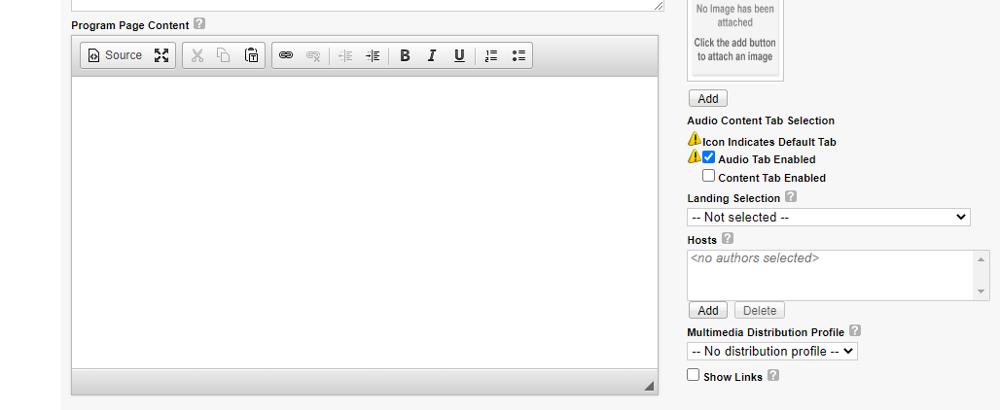 Program Page Content ?
Source
B I U
No Image has been
attached
Click the add button
to attach an image
Add
Audio Content Tab Selection
Icon Indicates Default Tab
Audio Tab Enabled
Content Tab Enabled
Landing Selection ?
-- Not selected --
Hosts ?
<no authors selected>
Add Delete
Multimedia Distribution Profile ?
-- No distribution profile --
Show Links ?